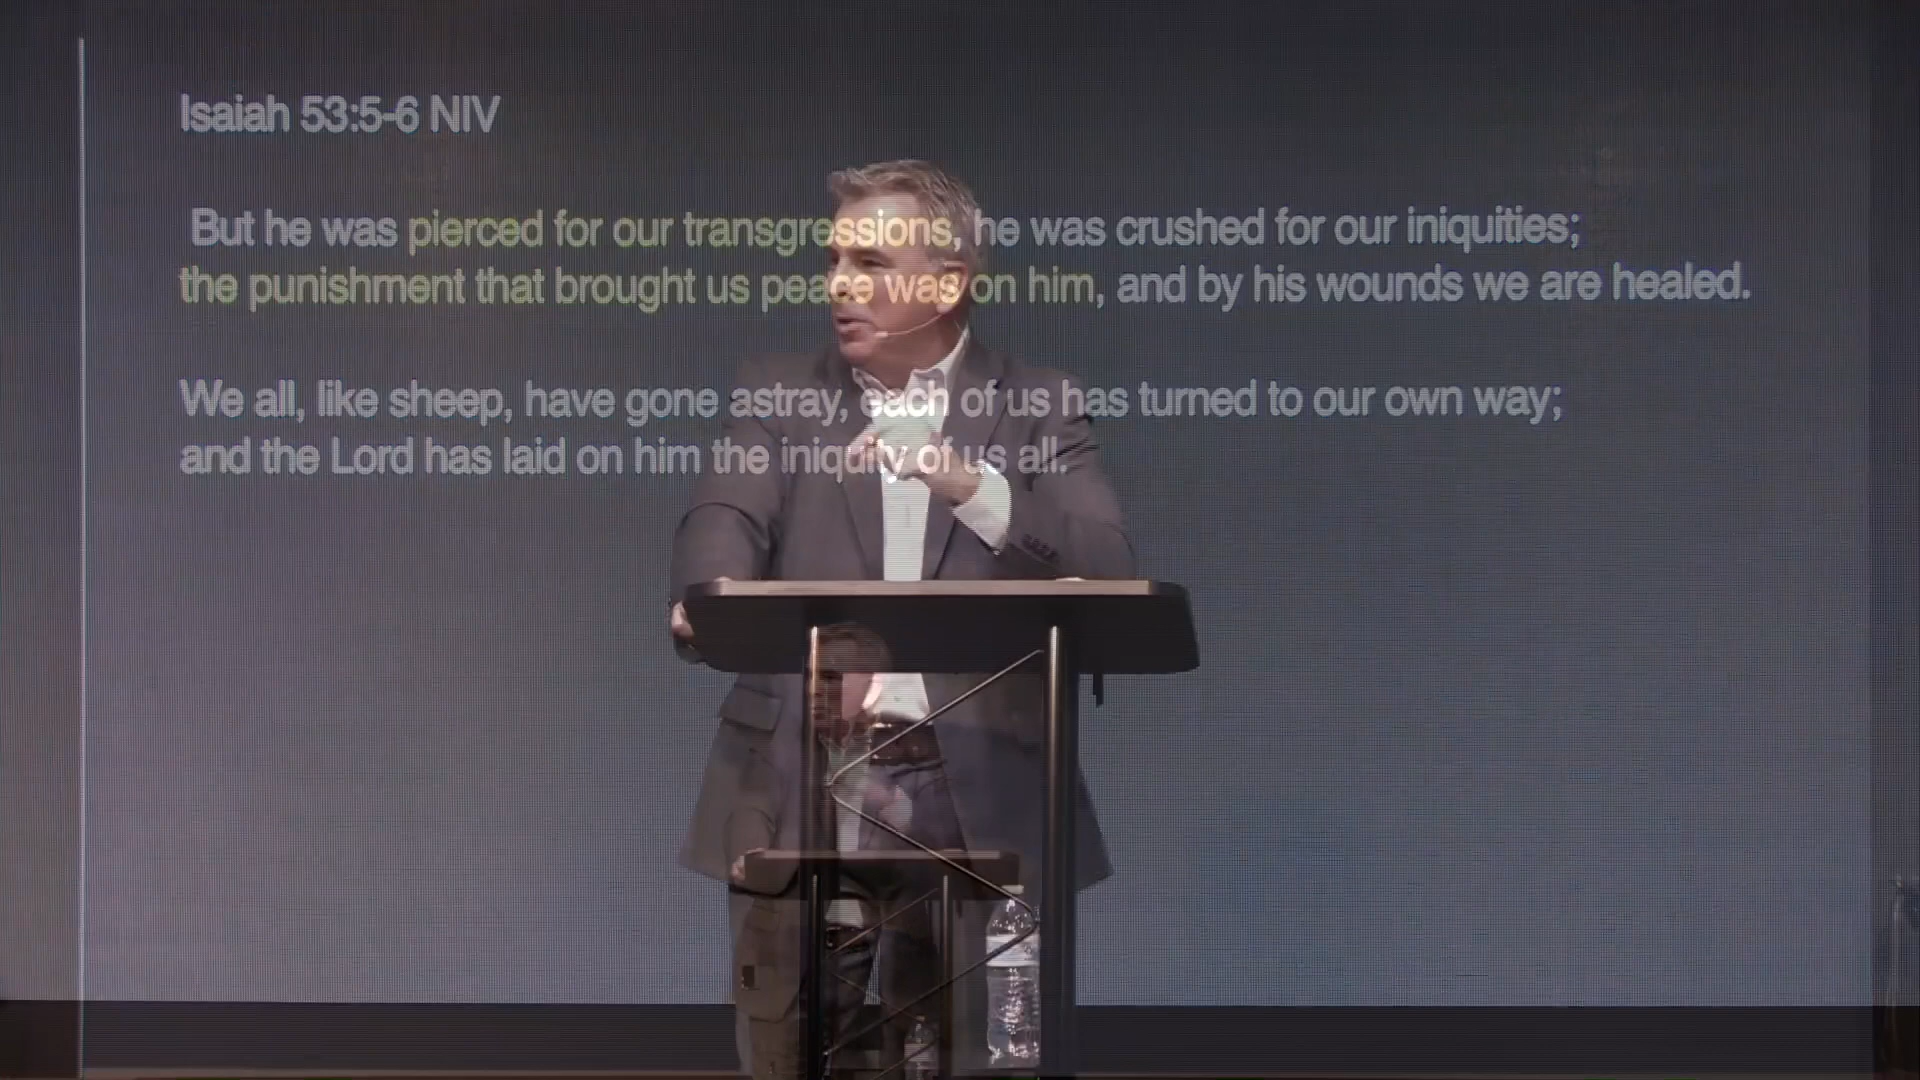 Isaiah 53:5-6 NIV
But he was pierced for our transgressions, he was crushed for our iniquities;
the punishment that brought us peace was on him, and by his wounds we are healed.
We all, like sheep, have gone astray, each of us has turned to our own way;
and the Lord has laid on him the iniquity of us all.